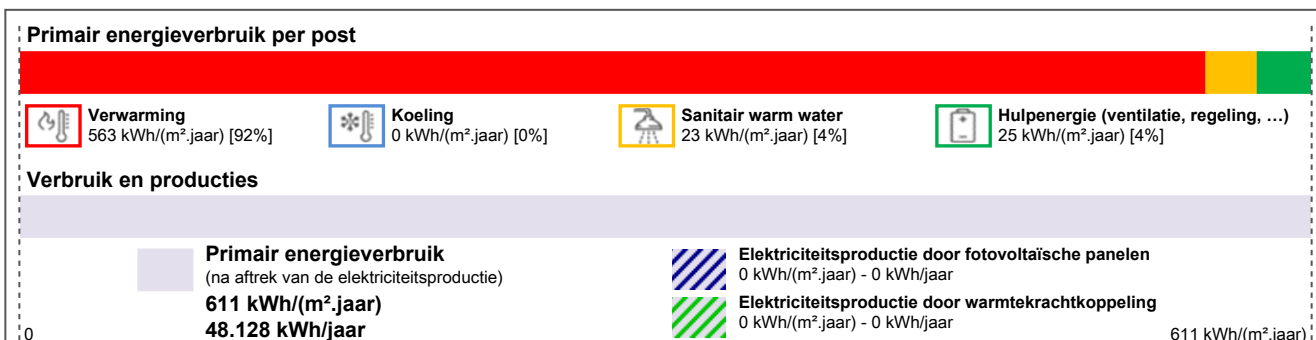 Primair energieverbruik per post
Verwarming
563 kWh/(m².jaar) [92%]
Koeling
0 kWh/(m².jaar) [0%]
Sanitair warm water
23 kWh/(m².jaar) [4%]
Hulpenergie (ventilatie, regeling, …)
25 kWh/(m².jaar) [4%]
Verbruik en producties
Primair energieverbruik
(na aftrek van de elektriciteitsproductie)
611 kWh/(m².jaar)
48.128 kWh/jaar
Elektriciteitsproductie door fotovoltaïsche panelen
0 kWh/(m².jaar) - 0 kWh/jaar
Elektriciteitsproductie door warmtekrachtkoppeling
0 kWh/(m².jaar) - 0 kWh/jaar
0
611 kWh/(m².jaar)